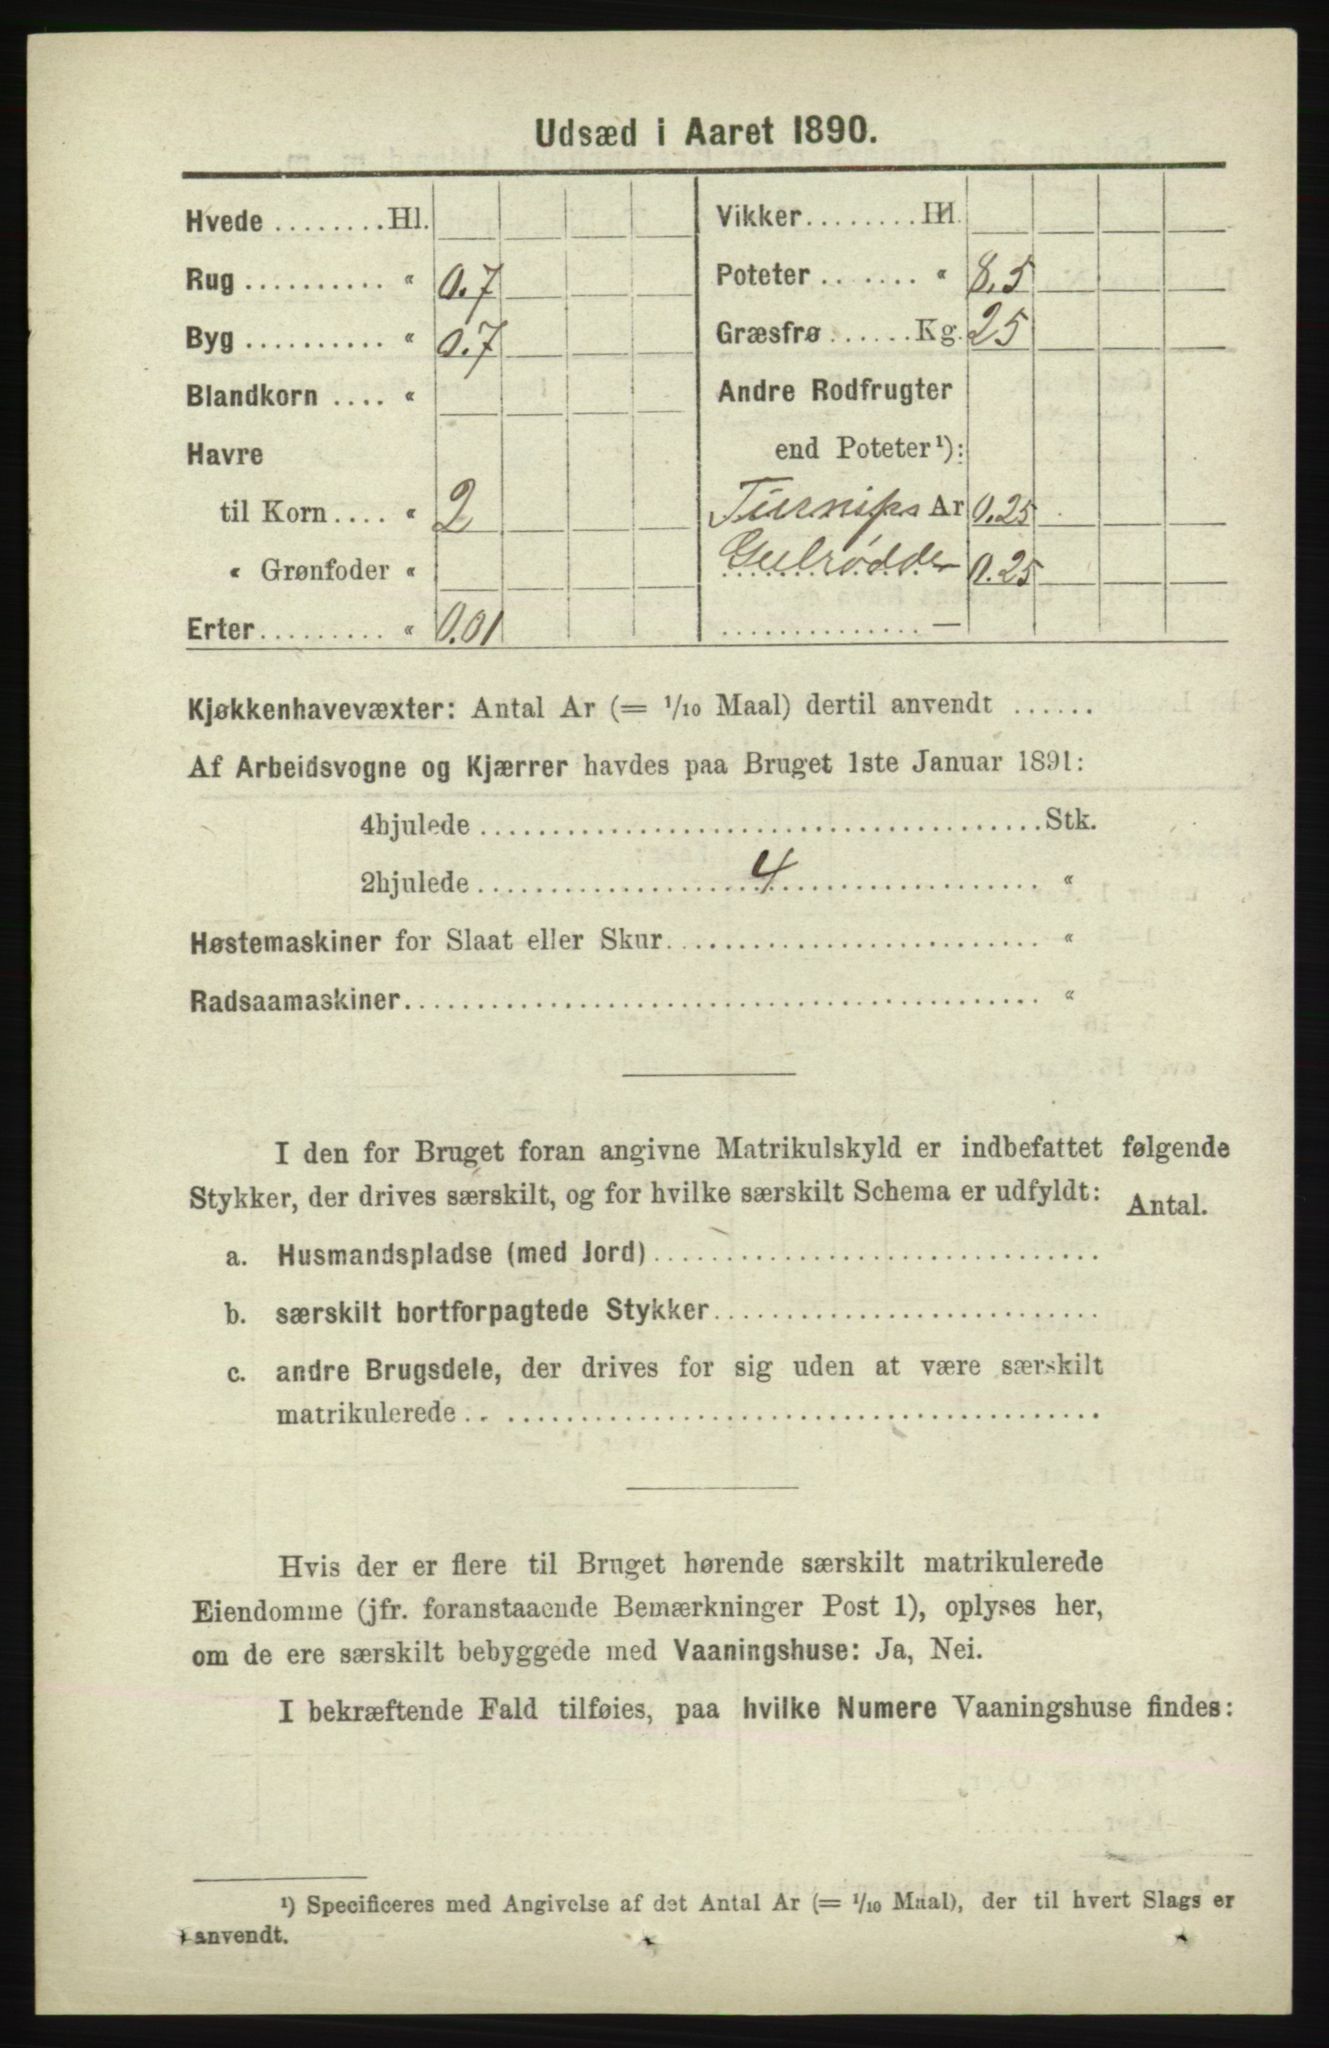 Udsæd i Aaret 1890.
Hvede ........ Hl.
Rug .......... " 0.7
Byg .......... " 0.7
Blandkorn .... "
Havre
til Korn .... " 2
" Grønfoder "
Erter .......... " 0.01
Vikker ........ Hl.
Poteter ....... " 8.5
Græsfrø ...... Kg. 25
Andre Rodfrugter
end Poteter¹):
Turnips Ar 0.25
Gulrødder 0.25
.............. —
Kjøkkenhavevæxter: Antal Ar (= 1/10 Maal) dertil anvendt ......
Af Arbeidsvogne og Kjærrer havdes paa Bruget 1ste Januar 1891:
4hjulede ........................................ Stk.
2hjulede .................... 4 .................... "
Høstemaskiner for Slaat eller Skur .......................... "
Radsaamaskiner ............................................ "
I den for Bruget foran angivne Matrikulskyld er indbefattet følgende
Stykker, der drives særskilt, og for hvilke særskilt Schema er udfyldt: Antal.
a. Husmandspladse (med Jord) ..............................
b. særskilt bortforpagtede Stykker ..........................
c. andre Brugsdele, der drives for sig uden at være særskilt
matrikulerede .. ........................................
Hvis der er flere til Bruget hørende særskilt matrikulerede
Eiendomme (jfr. foranstaaende Bemærkninger Post 1), oplyses her,
om de ere særskilt bebyggede med Vaaningshuse: Ja, Nei.
I bekræftende Fald tilføies, paa hvilke Numere Vaaningshuse findes:
¹) Specificeres med Angivelse af det Antal Ar (= 1/10 Maal), der til hvert Slags er
anvendt.